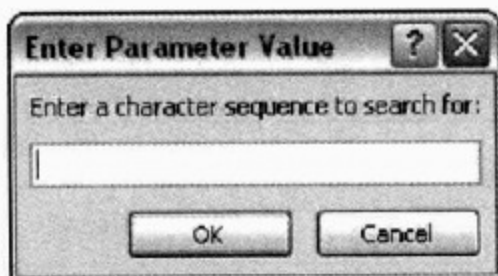 Enter Parameter Value
Enter a character sequence to search for:
OK
Cancel